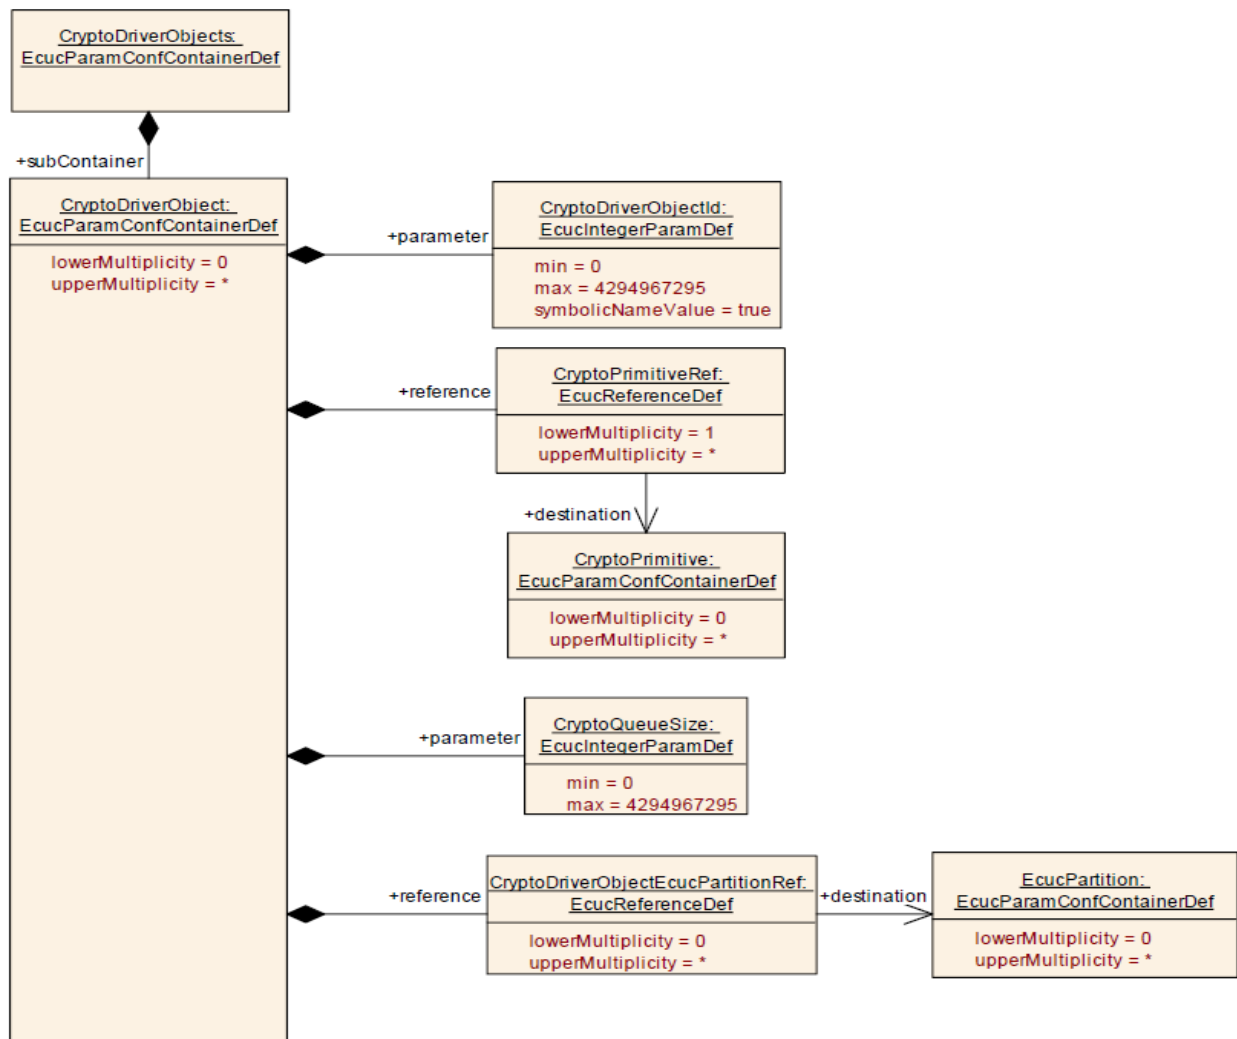 CryptoDriverObjects:
EcucParamConfContainerDef
+subContainer
CryptoDriverObject:
EcucParamConfContainerDef
lowerMultiplicity = 0
upperMultiplicity = *
+parameter
CryptoDriverObjectId:
EcucIntegerParamDef
min = 0
max = 4294967295
symbolicNameValue = true
+reference
CryptoPrimitiveRef:
EcucReferenceDef
lowerMultiplicity = 1
upperMultiplicity = *
+destination
CryptoPrimitive:
EcucParamConfContainerDef
lowerMultiplicity = 0
upperMultiplicity = *
+parameter
CryptoQueueSize:
EcucIntegerParamDef
min = 0
max = 4294967295
+reference
CryptoDriverObjectEcucPartitionRef:
EcucReferenceDef
lowerMultiplicity = 0
upperMultiplicity = *
+destination
EcucPartition:
EcucParamConfContainerDef
lowerMultiplicity = 0
upperMultiplicity = *